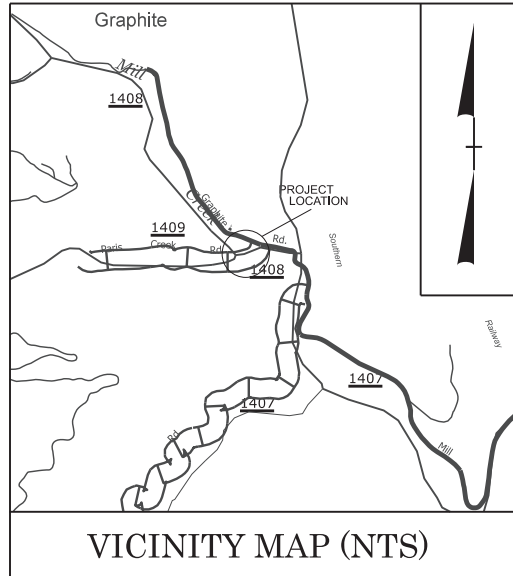 Graphite
Mill
1408
Creek
Graphite
PROJECT
LOCATION
1409
Paris Creek Rd
Rd.
1408
Southern
Railway
1407
1407
Rd
Mill
VICINITY MAP (NTS)